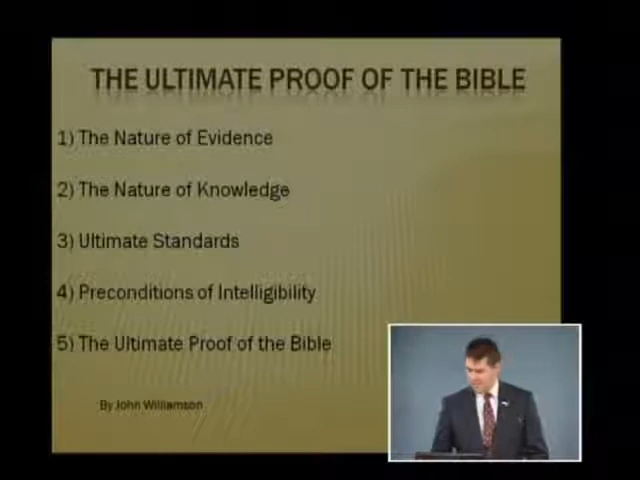 THE ULTIMATE PROOF OF THE BIBLE
1) The Nature of Evidence
2) The Nature of Knowledge
3) Ultimate Standards
4) Preconditions of Intelligibility
5) The Ultimate Proof of the Bible
By John Williamson